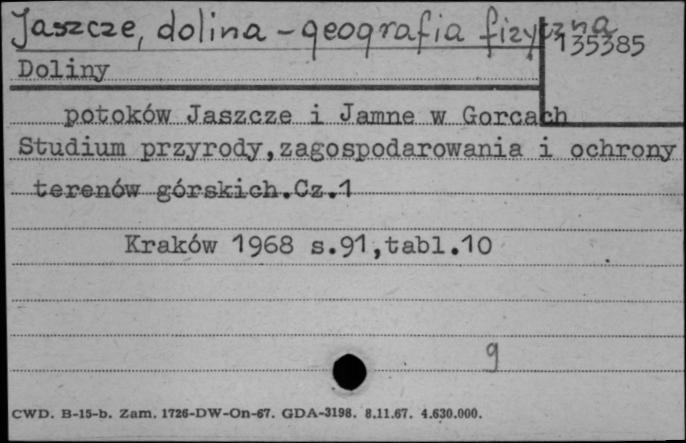 Jaszcze, dolina - geografia fizyczna
135385
Doliny
potoków Jaszcze i Jamne w Gorcach
Studium przyrody,zagospodarowania i ochrony
terenów górskich.Cz.1
Kraków 1968 s.91,tabl.10
g
CWD. B-15-b. Zam. 1726-DW-On-67. GDA-3198. 8.11.67. 4.630.000.